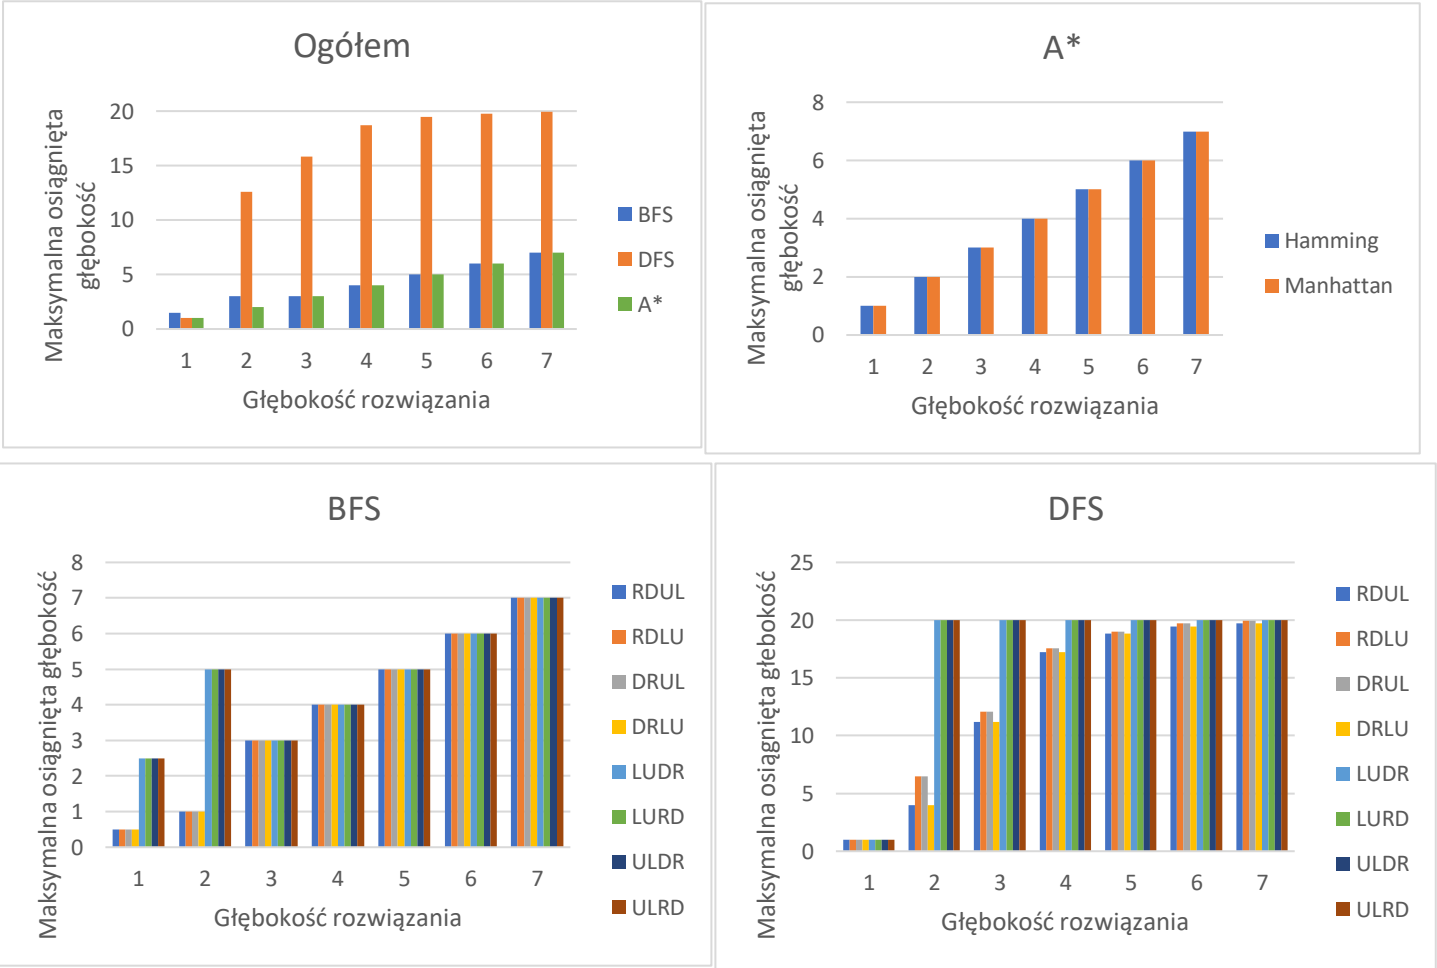 Ogółem
Maksymalna osiągnięta
głębokość
20
15
10
5
0
1 2 3 4 5 6 7
Głębokość rozwiązania
BFS
DFS
A*
A*
Maksymalna osiągnięta
głębokość
8
6
4
2
0
1 2 3 4 5 6 7
Głębokość rozwiązania
Hamming
Manhattan
BFS
Maksymalna osiągnięta głębokość
8
7
6
5
4
3
2
1
0
1 2 3 4 5 6 7
Głębokość rozwiązania
RDUL
RDLU
DRUL
DRLU
LUDR
LURD
ULDR
ULRD
DFS
Maksymalna osiągnięta głebokość
25
20
15
10
5
0
1 2 3 4 5 6 7
Głębokość rozwiązania
RDUL
RDLU
DRUL
DRLU
LUDR
LURD
ULDR
ULRD